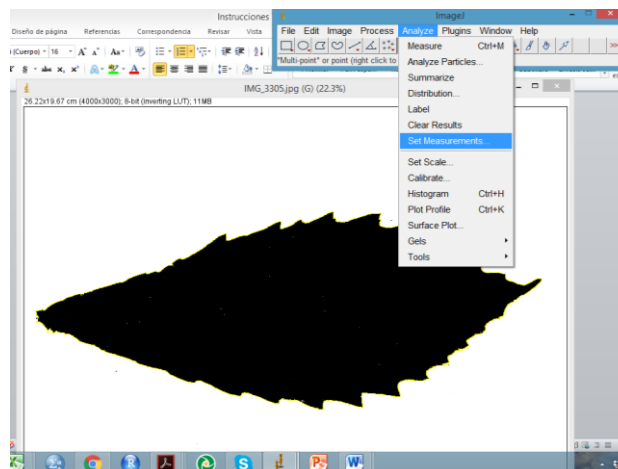 Instrucciones
ImageJ
Diseño de página Referencias Correspondencia Revisar Vista
File Edit Image Process Analyze Plugins Window Help
(Cuerpo) 16
"Multi-point" or point (right click to
Measure Ctrl+M
Analyze Particles...
Summarize
Distribution...
Label
Clear Results
Set Measurements...
Set Scale...
Calibrate...
Histogram Ctrl+H
Plot Profile Ctrl+K
Surface Plot...
Gels
Tools
IMG_3305.jpg (G) (22.3%)
26.22x19.67 cm (4000x3000); 8-bit (inverting LUT); 11MB